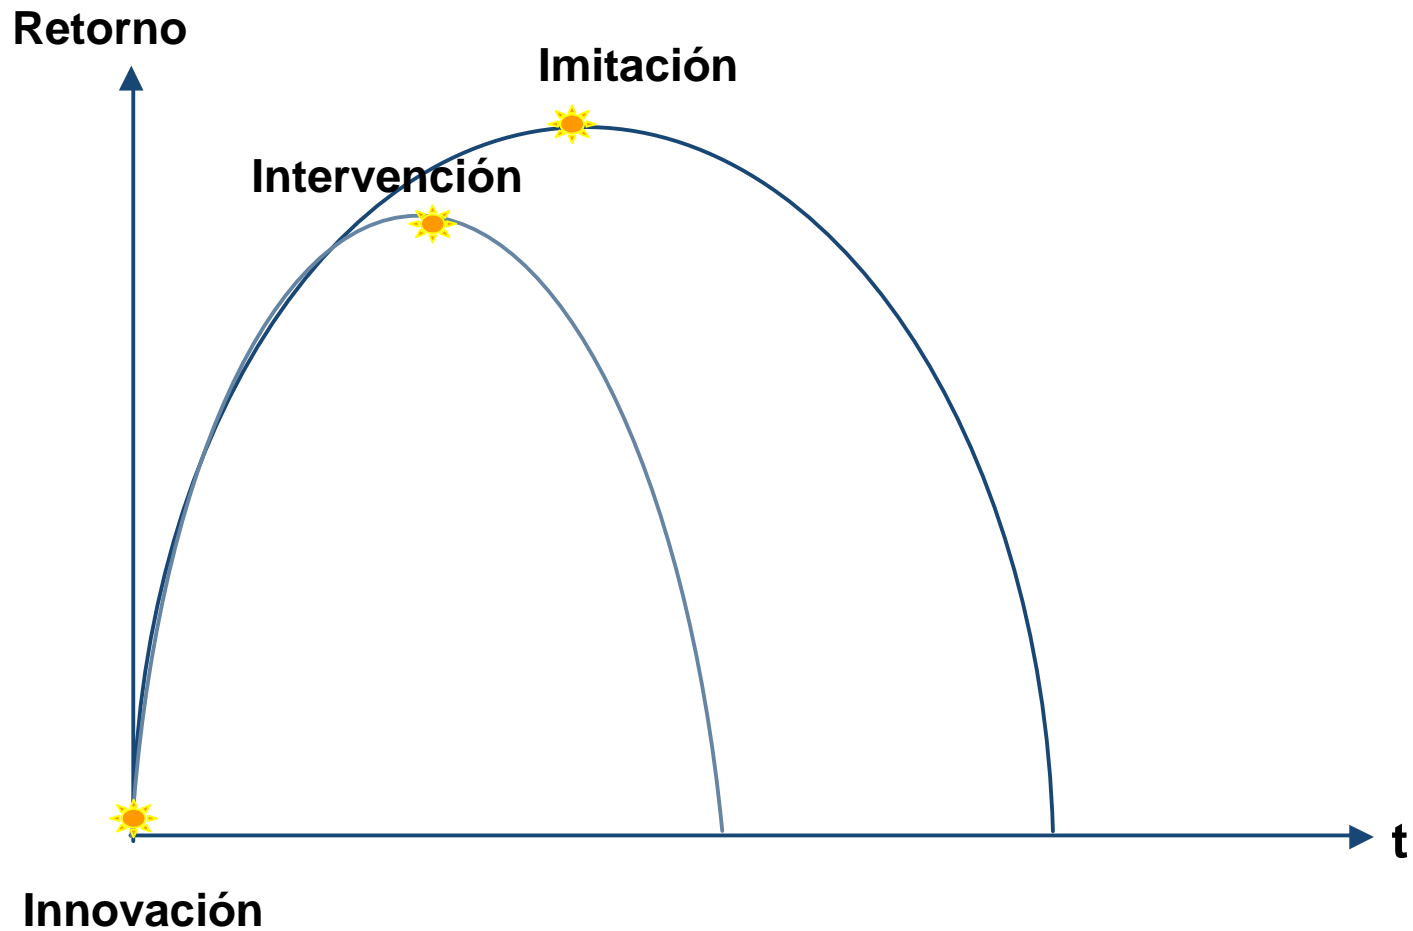 Retorno
Imitación
Intervención
t
Innovación